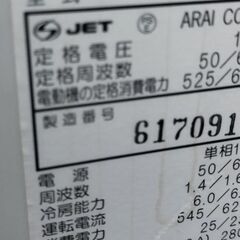 JET PS E ARAI CO
定格電圧
定格周波数 50/6
電動機の定格消費電力 525/6
製造番号 617091
電源 単相1
周波数 50/6
1.4/1.6
冷房能力 6.0/6
545/62
運転電流